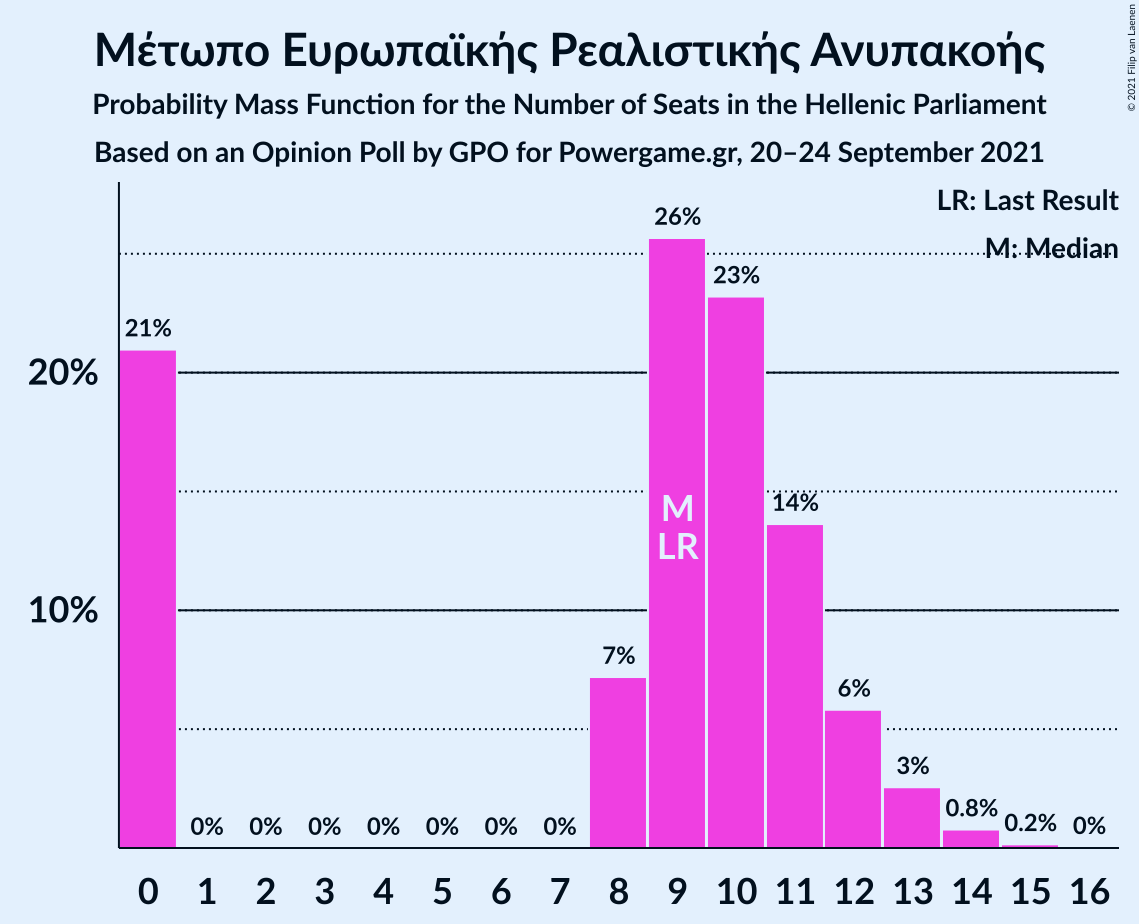 Μέτωπο Ευρωπαϊκής Ρεαλιστικής Ανυπακοής
Probability Mass Function for the Number of Seats in the Hellenic Parliament
Based on an Opinion Poll by GPO for Powergame.gr, 20–24 September 2021
© 2021 Filip van Laenen
LR: Last Result
M: Median
26%
23%
21%
20%
14%
M
LR
10%
7%
6%
3%
0.8%
0.2%
0% 0% 0% 0% 0% 0% 0% 0%
0 1 2 3 4 5 6 7 8 9 10 11 12 13 14 15 16